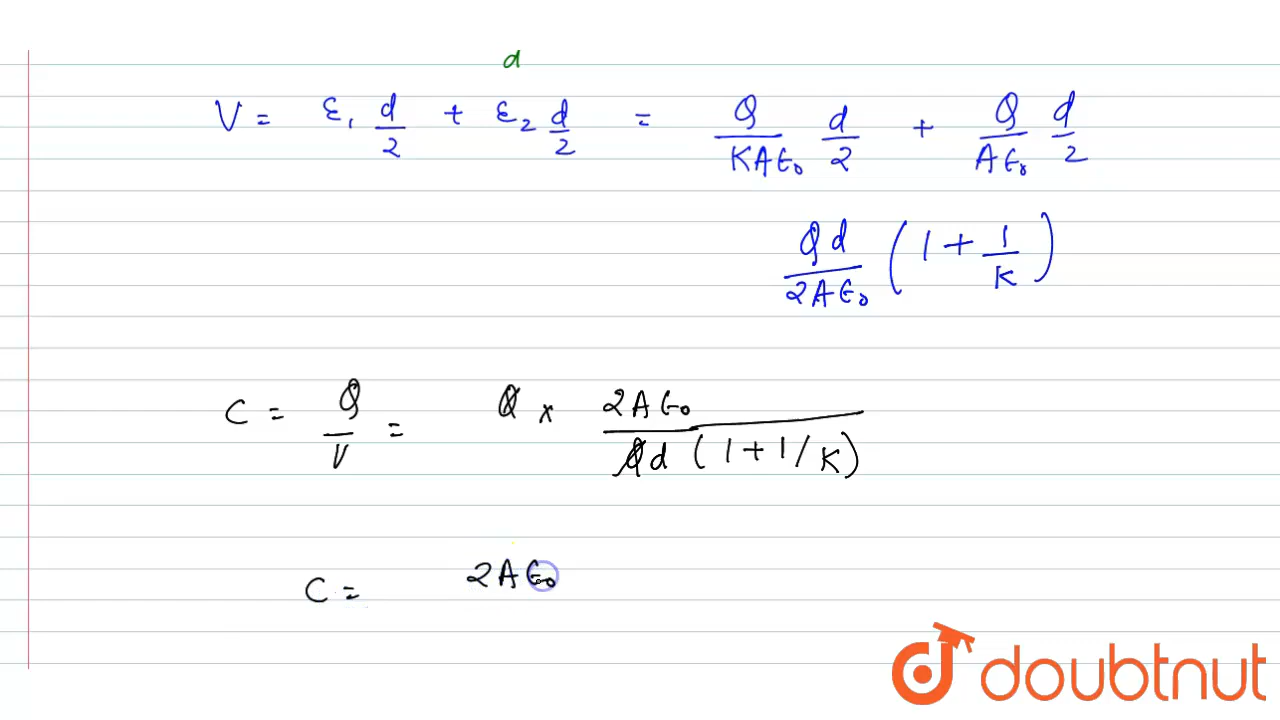 d
V = ε₁ d/2 + ε₂ d/2 = Q/KAε₀ d/2 + Q/Aε₀ d/2
Qd/2Aε₀ (1 + 1/K)
C = Q/V = Q × 2Aε₀/Qd(1+1/K)
C = 2Aε₀
doubtnut